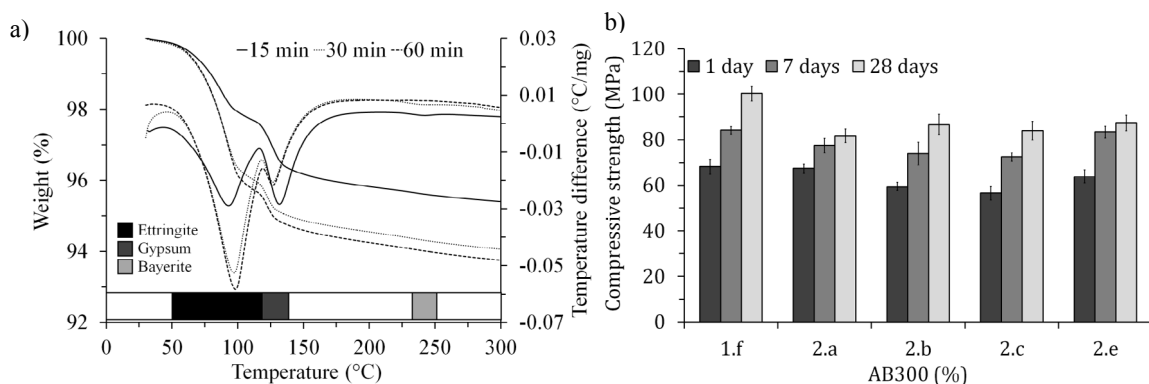 a)
Weight (%)
100
98
96
94
92
15 min 30 min 60 min
Ettringite
Gypsum
Bayerite
0.03
0.01
-0.01
-0.03
-0.05
-0.07
Temperature difference (°C/mg)
0 50 100 150 200 250 300
Temperature (°C)
b)
Compressive strength (MPa)
120
100
80
60
40
20
0
1 day 7 days 28 days
1.f 2.a 2.b 2.c 2.e
AB300 (%)